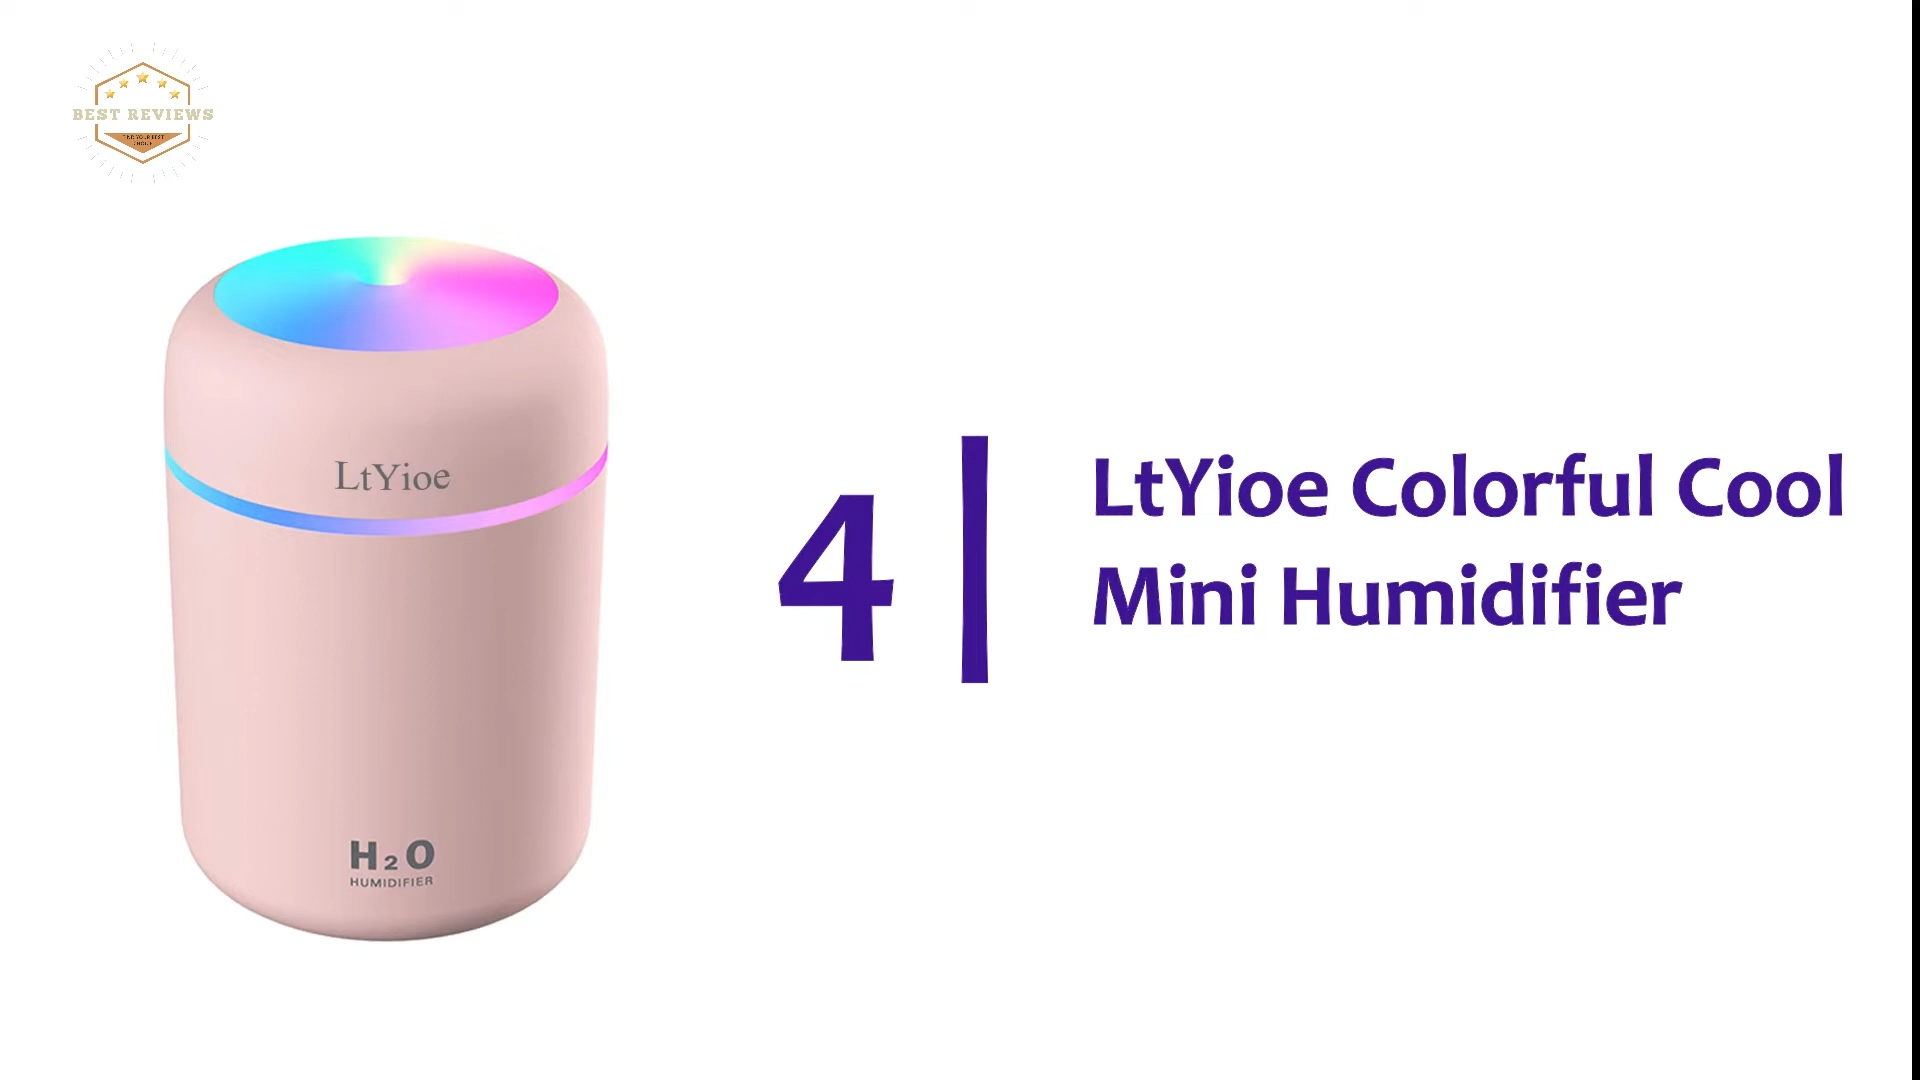 BEST REVIEWS
LtYioe
H₂O
HUMIDIFIER
4
LtYioe Colorful Cool
Mini Humidifier